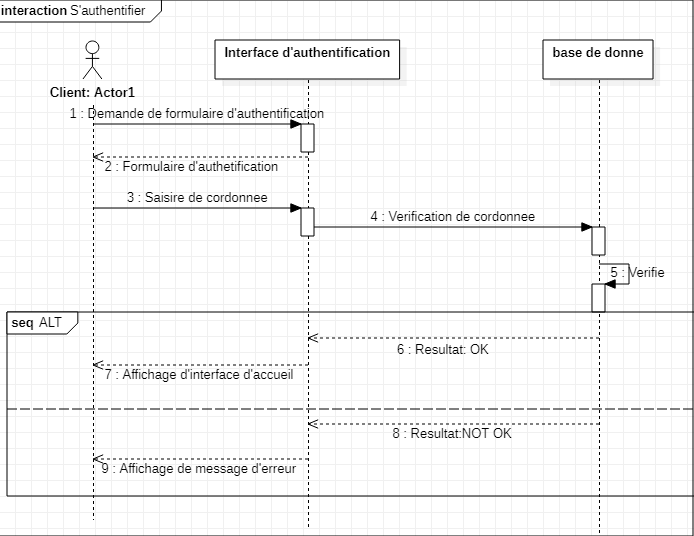 interaction S'authentifier
Interface d'authentification
base de donne
Client: Actor1
1 : Demande de formulaire d'authentification
2 : Formulaire d'authetification
3 : Saisire de cordonnee
4 : Verification de cordonnee
5 : Verifie
seq ALT
6 : Resultat: OK
7 : Affichage d'interface d'accueil
8 : Resultat:NOT OK
9 : Affichage de message d'erreur